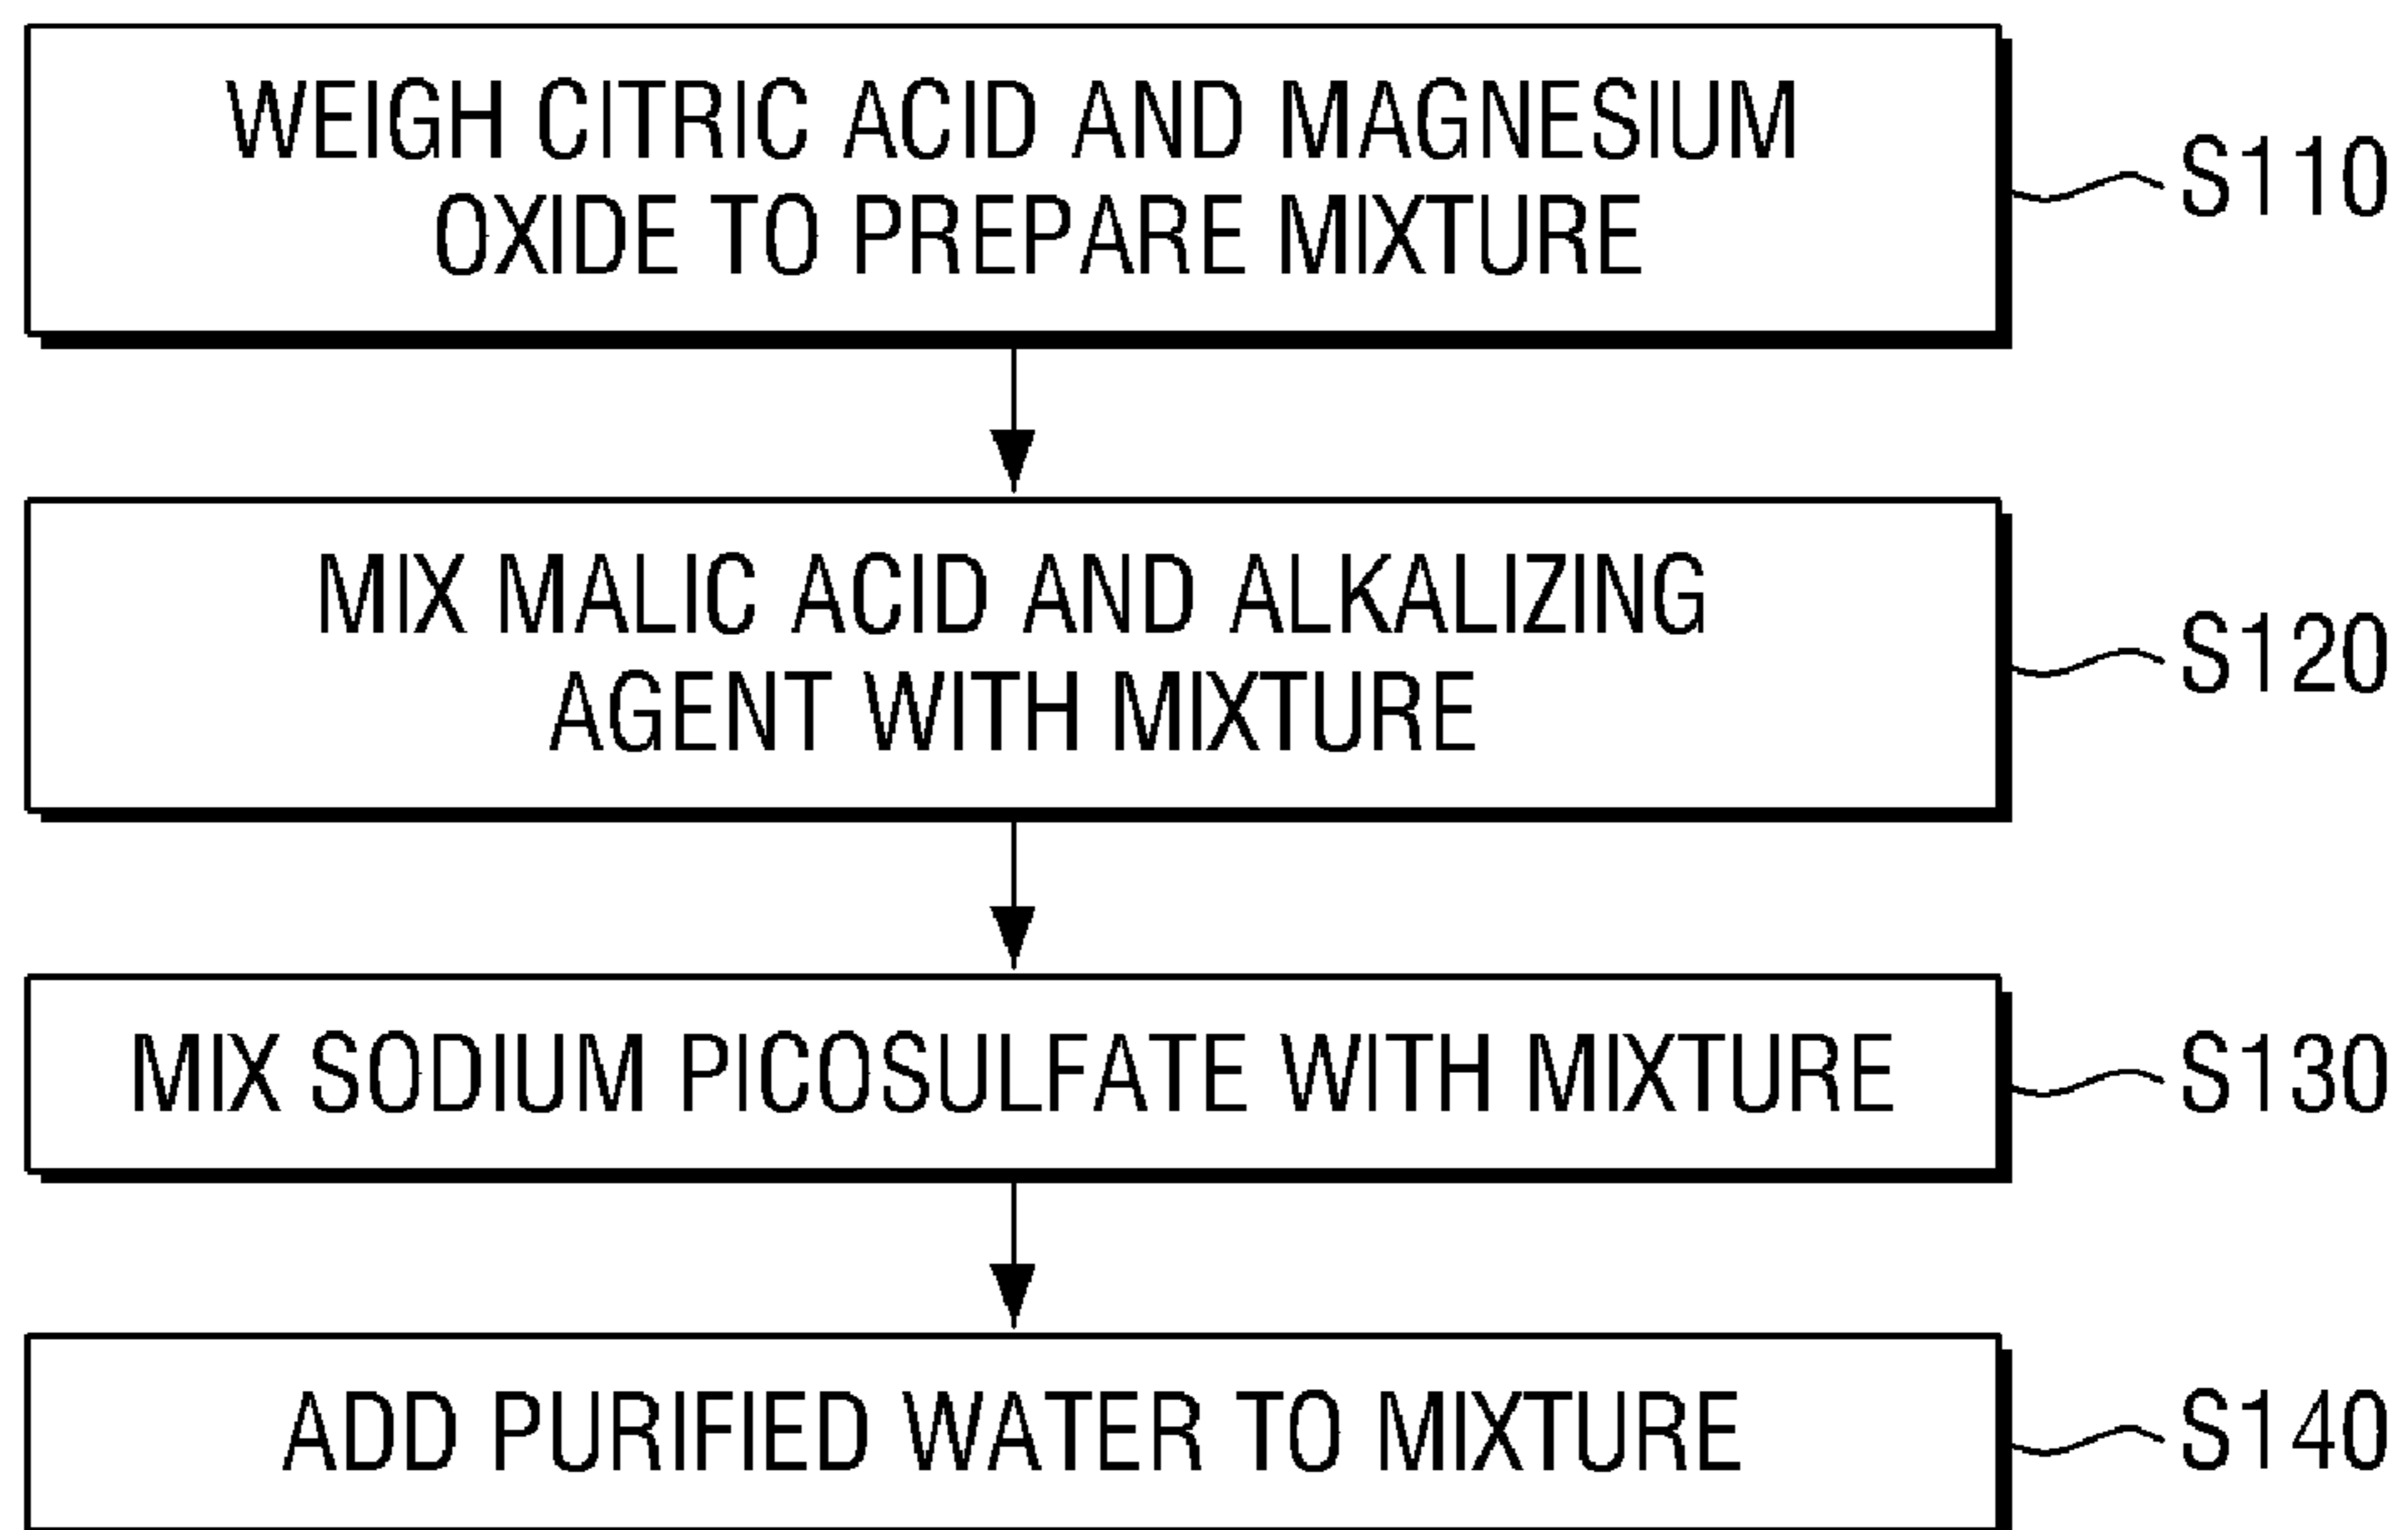 WEIGH CITRIC ACID AND MAGNESIUM
OXIDE TO PREPARE MIXTURE
S110
MIX MALIC ACID AND ALKALIZING
AGENT WITH MIXTURE
S120
MIX SODIUM PICOSULFATE WITH MIXTURE
S130
ADD PURIFIED WATER TO MIXTURE
S140